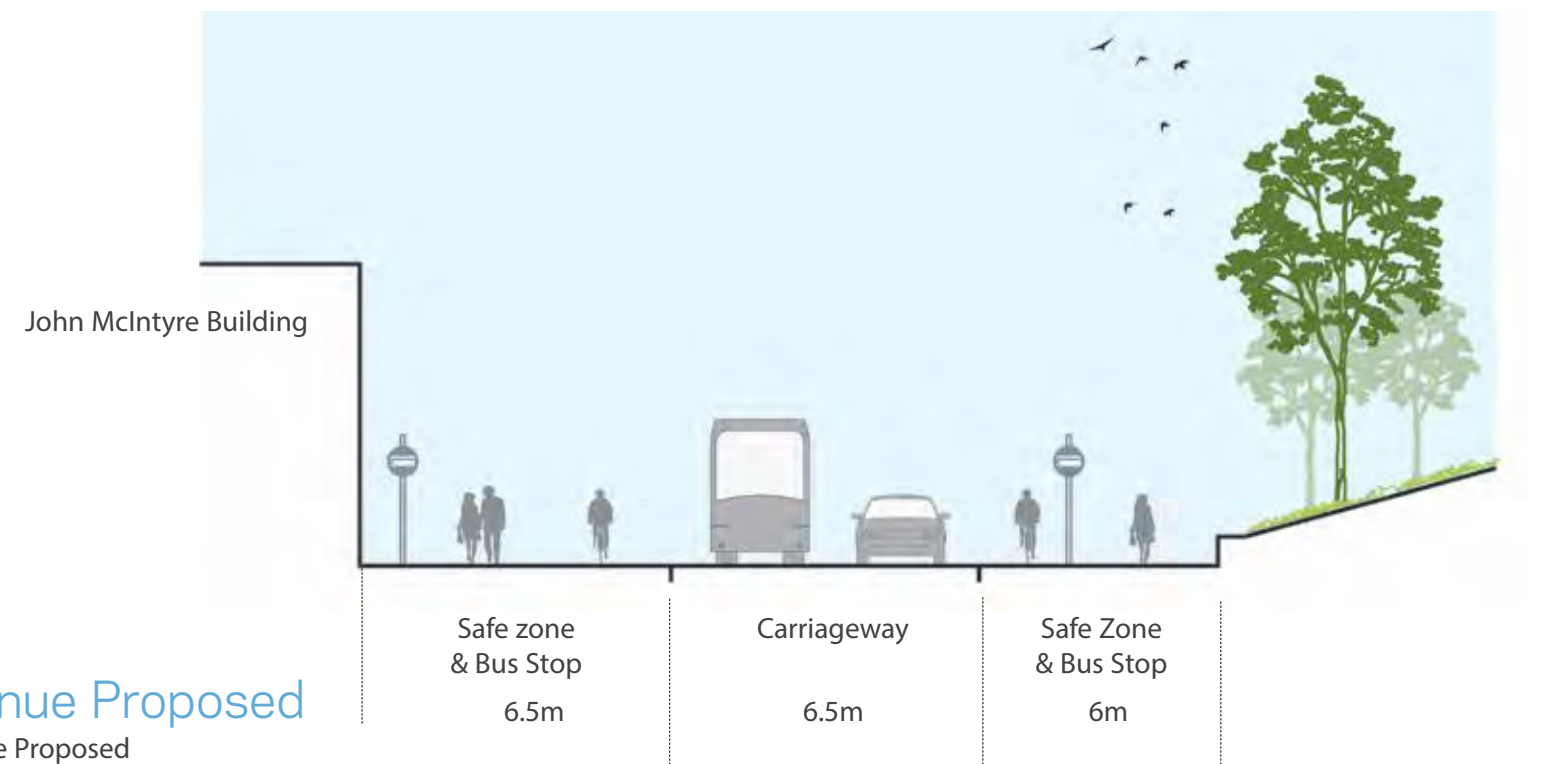 John McIntyre Building
Safe zone
& Bus Stop
6.5m
Carriageway
6.5m
Safe Zone
& Bus Stop
6m
nue Proposed
e Proposed